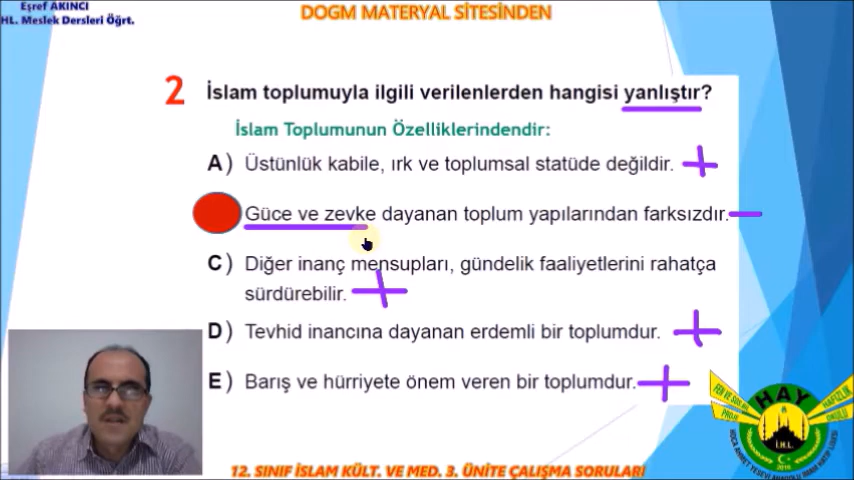 Eşref AKINCI
HL. Meslek Dersleri Öğrt.
DOGM MATERYAL SİTESİNDEN
2 İslam toplumuyla ilgili verilenlerden hangisi yanlıştır?
İslam Toplumunun Özelliklerindendir:
A) Üstünlük kabile, ırk ve toplumsal statüde değildir.
Güce ve zevke dayanan toplum yapılarından farksızdır.
C) Diğer inanç mensupları, gündelik faaliyetlerini rahatça
sürdürebilir.
D) Tevhid inancına dayanan erdemli bir toplumdur.
E) Barış ve hürriyete önem veren bir toplumdur.
HAY
HAFIZLIK
OKULU
PROJE
İ.H.L.
12. SINIF İSLAM KÜLT. VE MED. 3. ÜNİTE ÇALIŞMA SORULARI